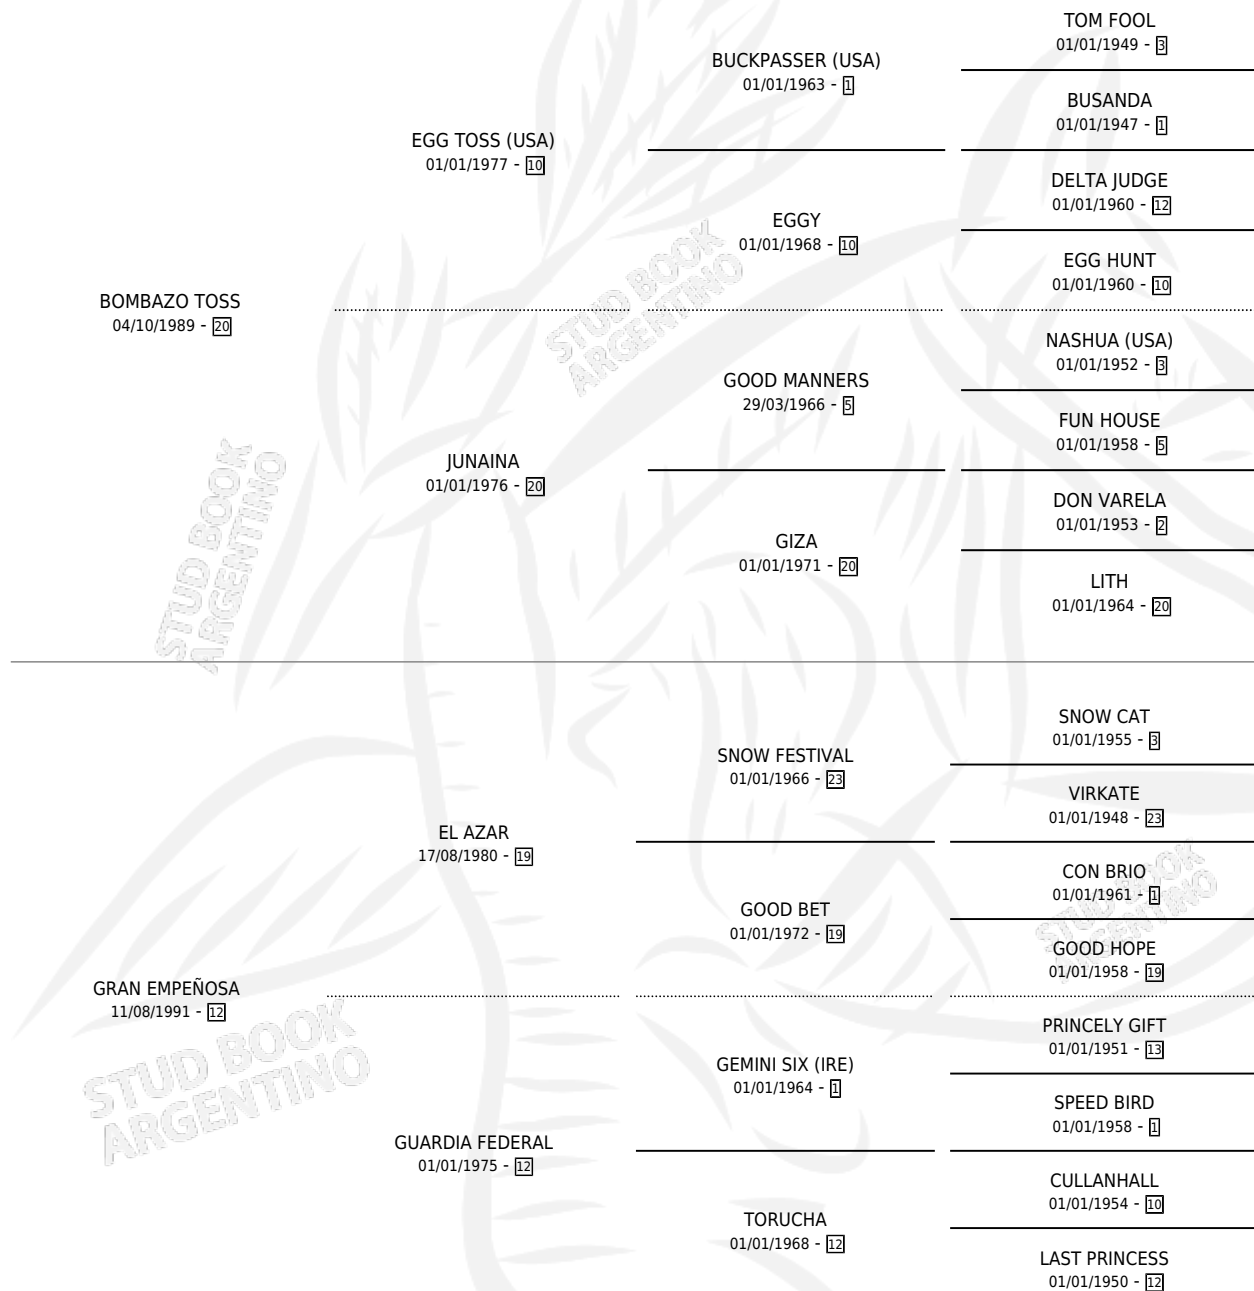 TOM FOOL
01/01/1949 - 3
BUCKPASSER (USA)
01/01/1963 - 1
BUSANDA
01/01/1947 - 1
EGG TOSS (USA)
01/01/1977 - 10
DELTA JUDGE
01/01/1960 - 12
EGGY
01/01/1968 - 10
EGG HUNT
01/01/1960 - 10
BOMBAZO TOSS
04/10/1989 - 20
STUD BOOK
ARGENTINO
NASHUA (USA)
01/01/1952 - 3
GOOD MANNERS
29/03/1966 - 5
FUN HOUSE
01/01/1958 - 5
JUNAINA
01/01/1976 - 20
DON VARELA
01/01/1953 - 2
GIZA
01/01/1971 - 20
LITH
01/01/1964 - 20
STUD BOOK
ARGENTINO
SNOW CAT
01/01/1955 - 3
SNOW FESTIVAL
01/01/1966 - 23
VIRKATE
01/01/1948 - 23
EL AZAR
17/08/1980 - 19
CON BRIO
01/01/1961 - 1
GOOD BET
01/01/1972 - 19
STUD BOOK
ARGENTINO
GOOD HOPE
01/01/1958 - 19
GRAN EMPEÑOSA
11/08/1991 - 12
PRINCELY GIFT
01/01/1951 - 13
GEMINI SIX (IRE)
01/01/1964 - 1
STUD BOOK
ARGENTINO
SPEED BIRD
01/01/1958 - 1
GUARDIA FEDERAL
01/01/1975 - 12
CULLANHALL
01/01/1954 - 10
TORUCHA
01/01/1968 - 12
LAST PRINCESS
01/01/1950 - 12